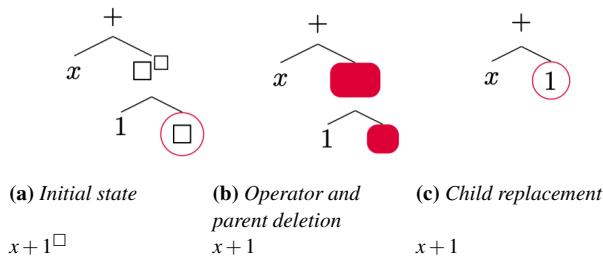 + + +
x □^□ x x 1
1 □ 1
(a) Initial state (b) Operator and (c) Child replacement
parent deletion
x + 1^□ x + 1 x + 1